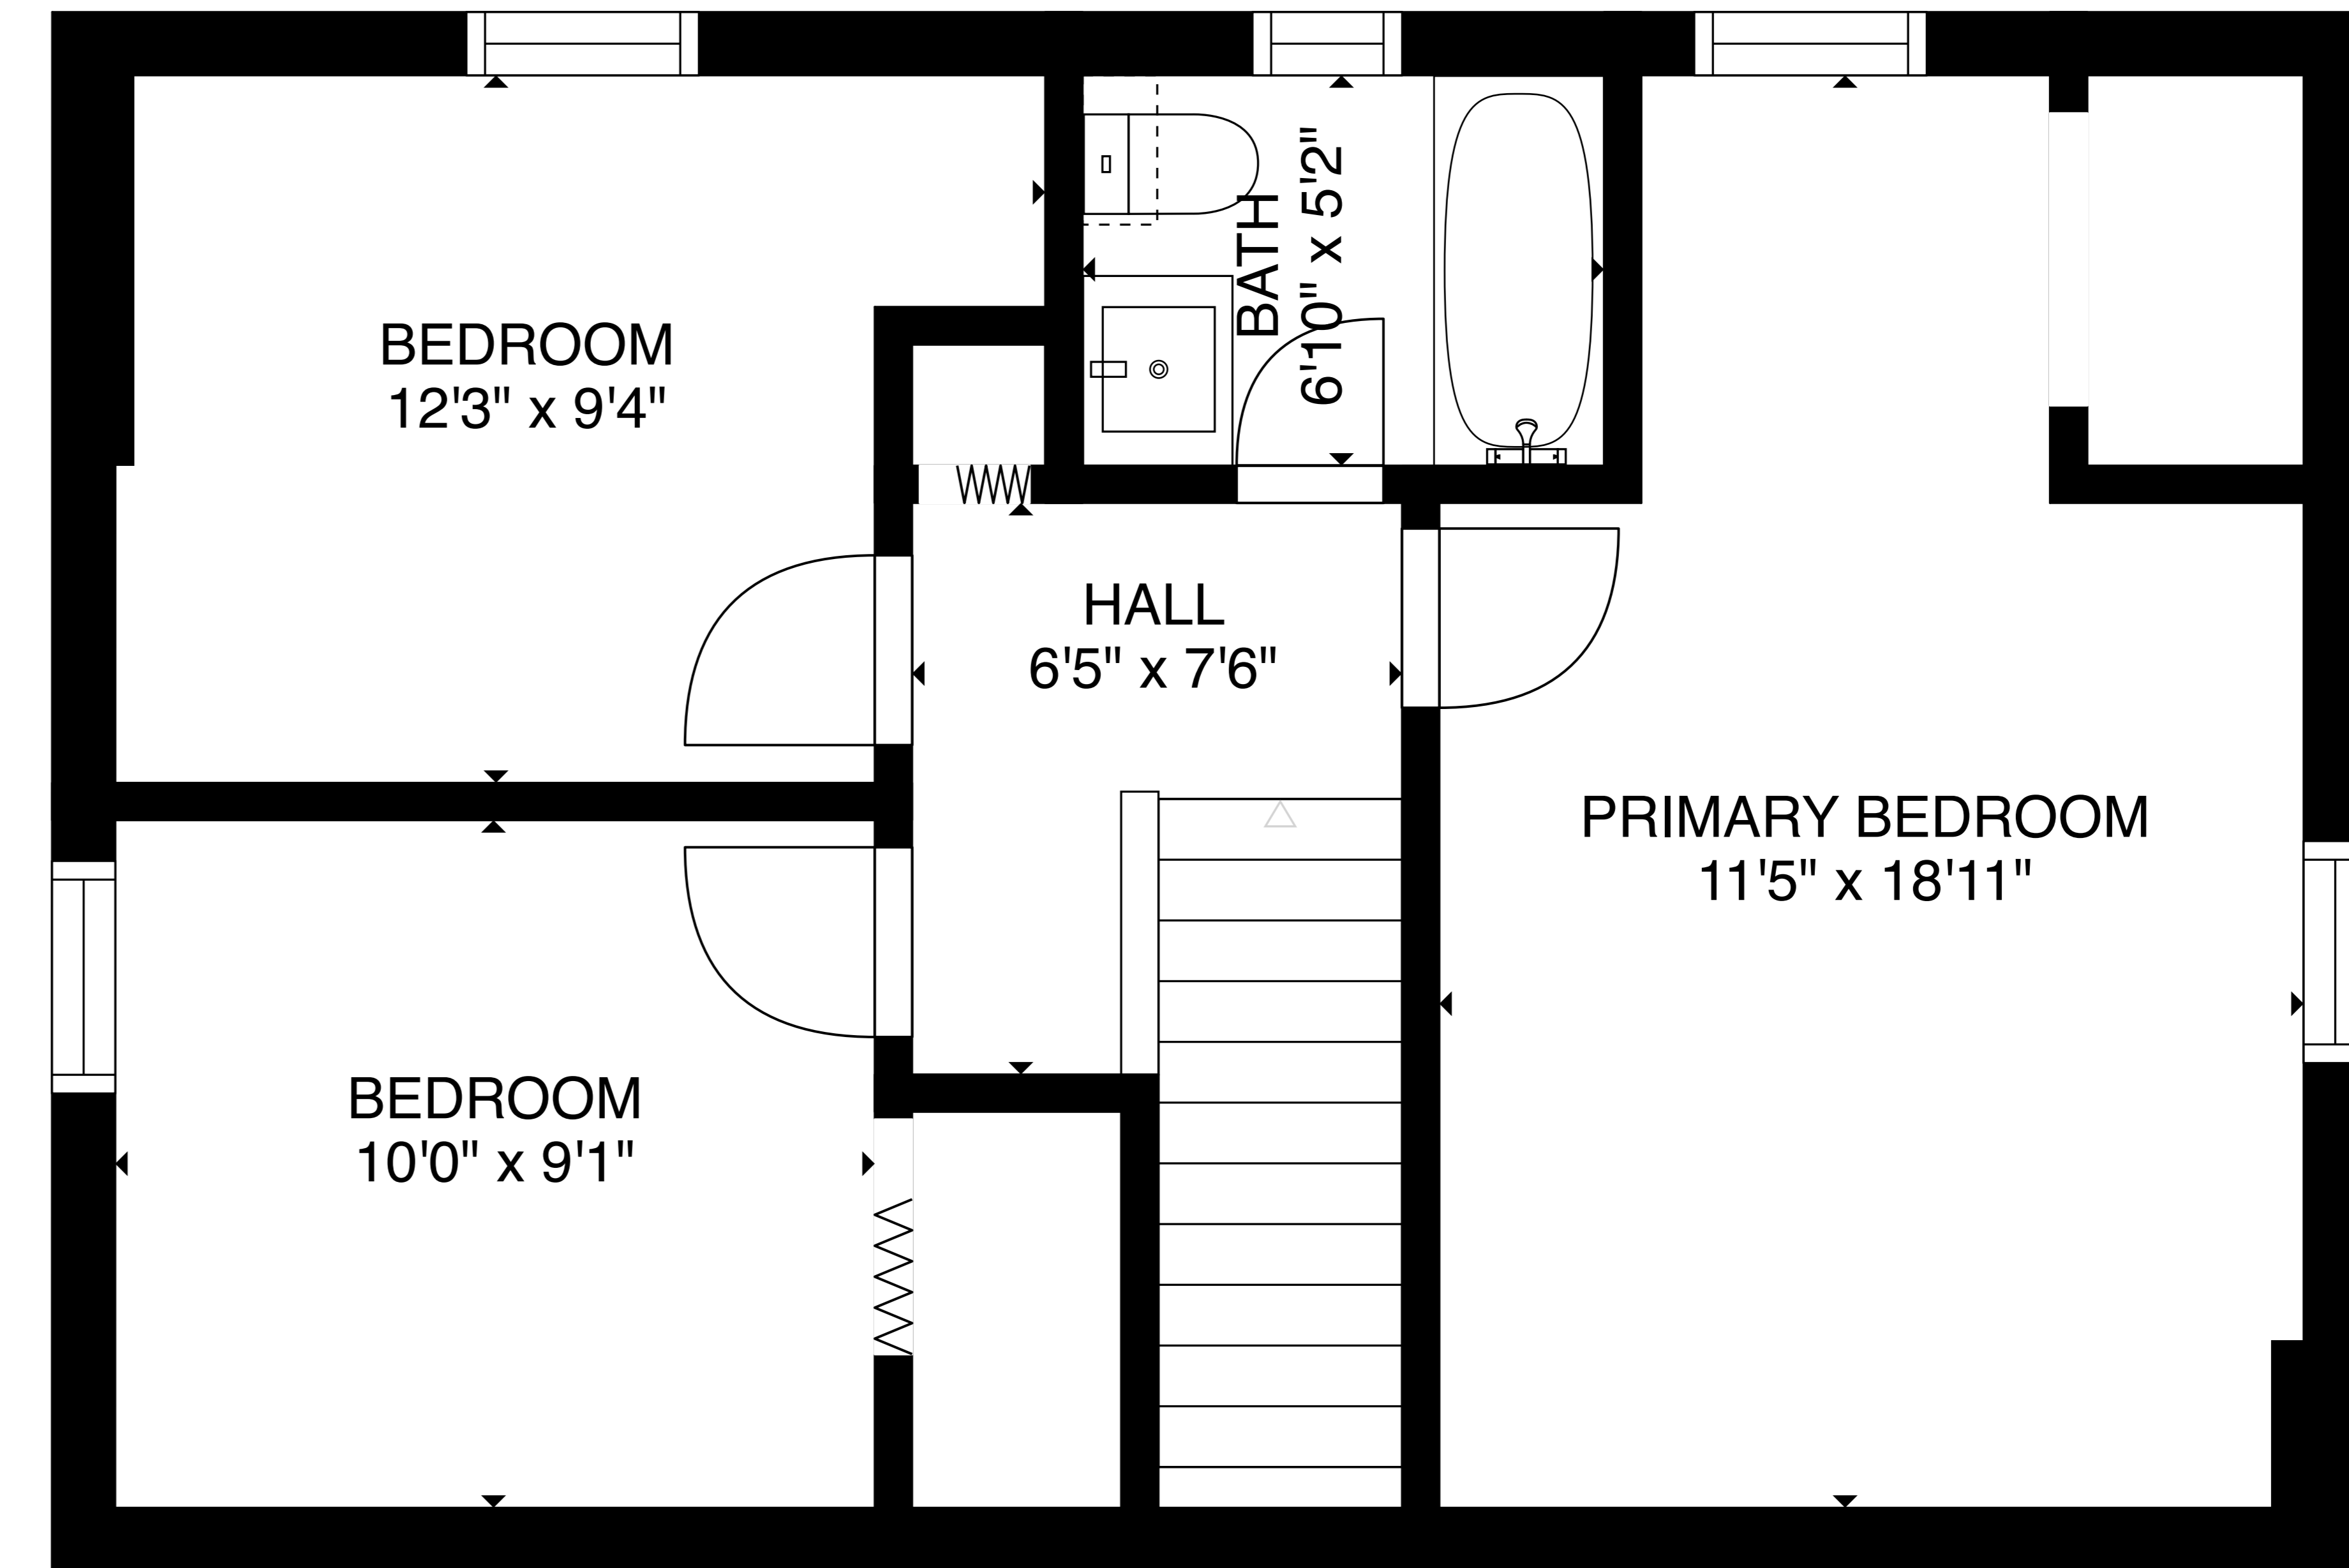 BATH
6'10" x 5'2"
BEDROOM
12'3" x 9'4"
HALL
6'5" x 7'6"
PRIMARY BEDROOM
11'5" x 18'11"
BEDROOM
10'0" x 9'1"